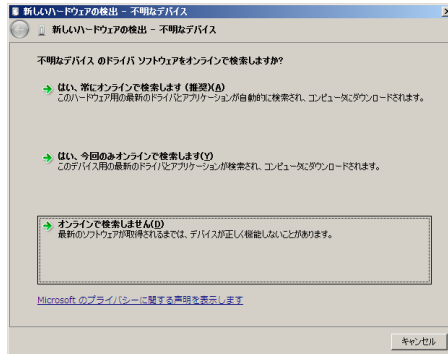 新しいハードウェアの検出 - 不明なデバイス
新しいハードウェアの検出 - 不明なデバイス
不明なデバイス のドライバ ソフトウェアをオンラインで検索しますか?
はい、常にオンラインで検索します (推奨)(A)
このハードウェア用の最新のドライバとアプリケーションが自動的に検索され、コンピュータにダウンロードされます。
はい、今回のみオンラインで検索します(Y)
このデバイス用の最新のドライバとアプリケーションが検索され、コンピュータにダウンロードされます。
オンラインで検索しません(D)
最新のソフトウェアが取得されるまでは、デバイスが正しく機能しないことがあります。
Microsoft のプライバシーに関する声明を表示します
キャンセル